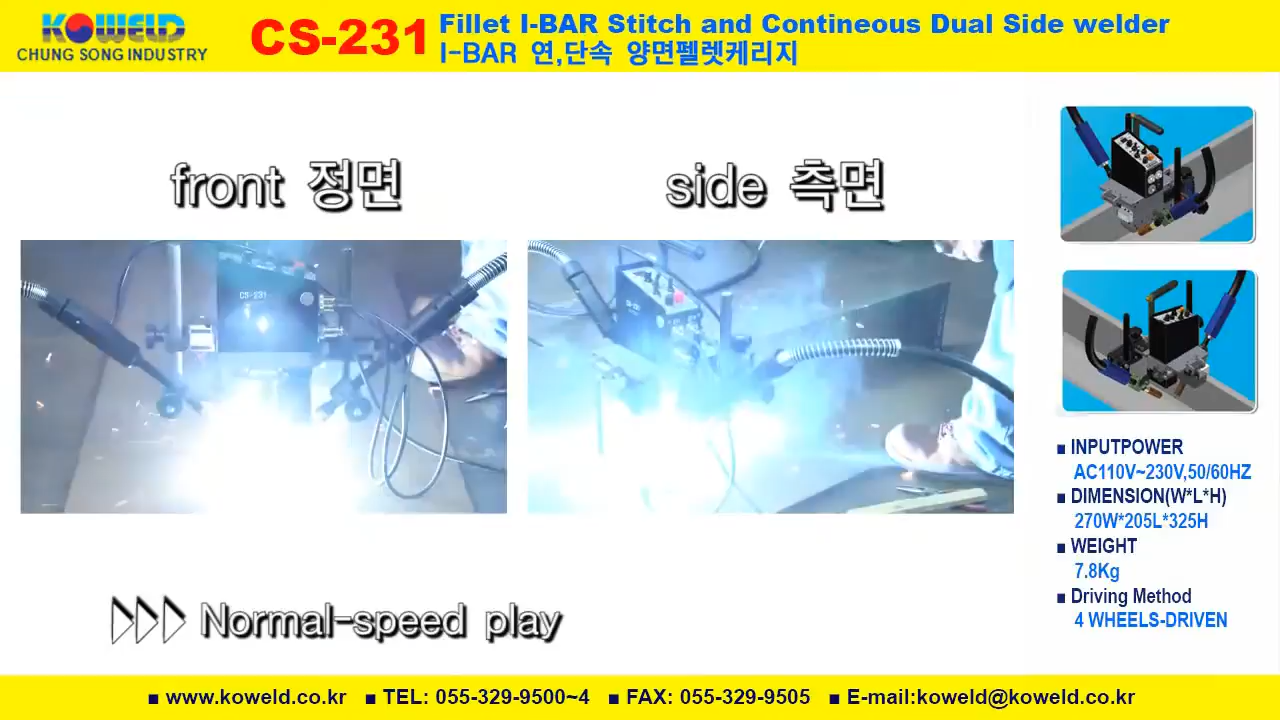 KOWELD
CHUNG SONG INDUSTRY
CS-231
Fillet I-BAR Stitch and Contineous Dual Side welder
I-BAR 연,단속 양면펠렛케리지
front 정면
side 측면
CS-231
CS-231
■ INPUTPOWER
AC110V~230V,50/60HZ
■ DIMENSION(W*L*H)
270W*205L*325H
■ WEIGHT
7.8Kg
■ Driving Method
4 WHEELS-DRIVEN
Normal-speed play
■ www.koweld.co.kr ■ TEL: 055-329-9500~4 ■ FAX: 055-329-9505 ■ E-mail:koweld@koweld.co.kr